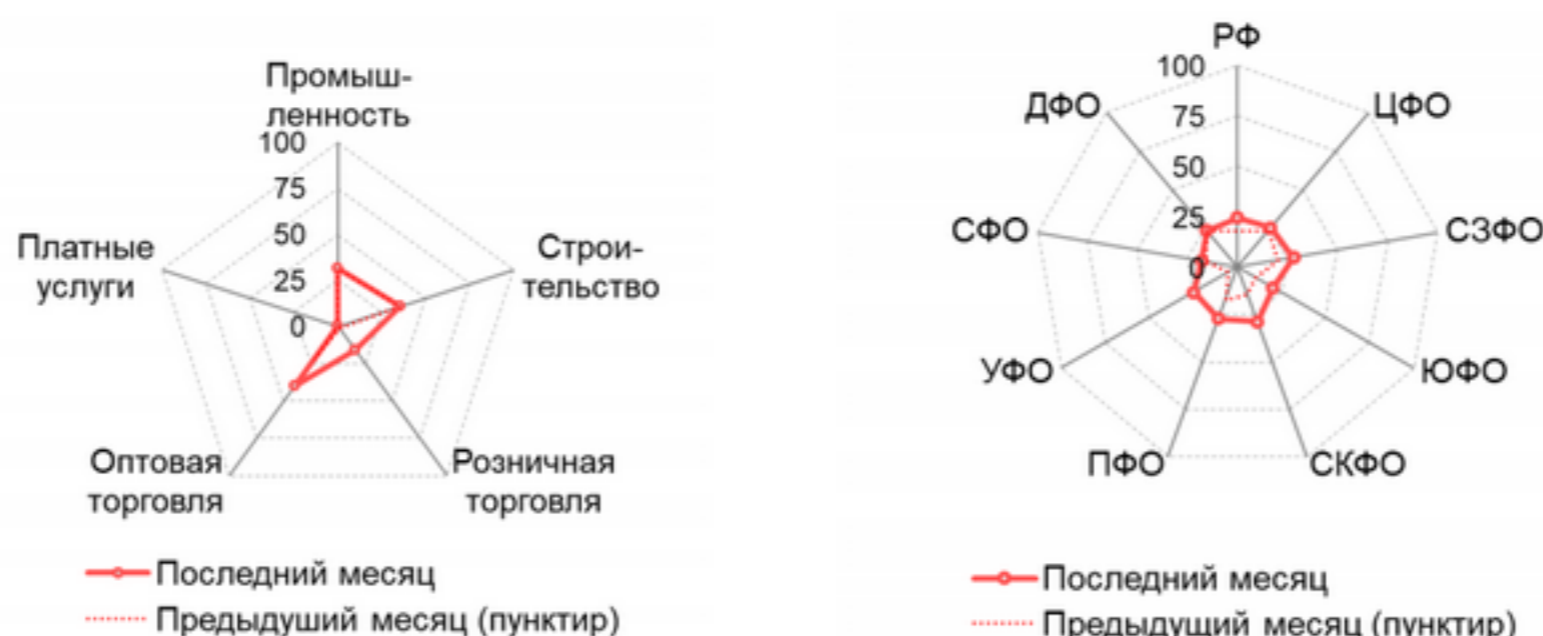 Промыш-
ленность
100
75
50
25
0
Строи-
тельство
Розничная
торговля
Оптовая
торговля
Платные
услуги
Последний месяц
Предыдуший месяц (пунктир)
РФ
100
75
50
25
0
ЦФО
СЗФО
ЮФО
СКФО
ПФО
УФО
СФО
ДФО
Последний месяц
Предыдущий месяц (пунктир)